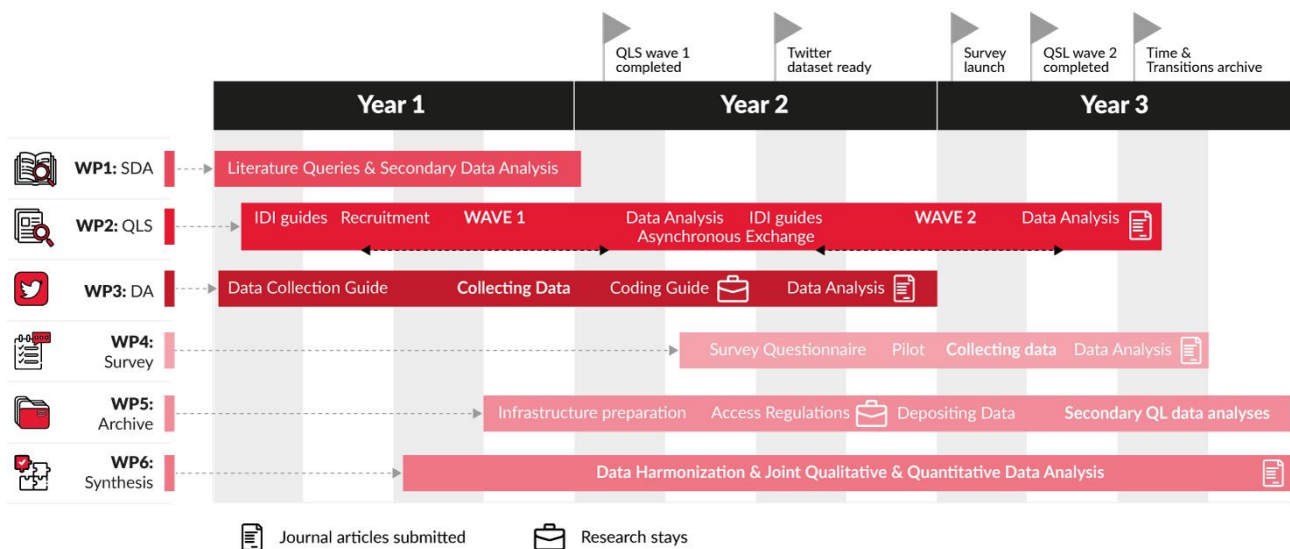 QLS wave 1
completed
Twitter
dataset ready
Survey
launch
QSL wave 2
completed
Time &
Transitions archive
Year 1
Year 2
Year 3
WP1: SDA
Literature Queries & Secondary Data Analysis
WP2: QLS
IDI guides Recruitment WAVE 1 Data Analysis IDI guides WAVE 2 Data Analysis
Asynchronous Exchange
WP3: DA
Data Collection Guide Collecting Data Coding Guide Data Analysis
WP4:
Survey
Survey Questionnaire Pilot Collecting data Data Analysis
WP5:
Archive
Infrastructure preparation Access Regulations Depositing Data Secondary QL data analyses
WP6:
Synthesis
Data Harmonization & Joint Qualitative & Quantitative Data Analysis
Journal articles submitted
Research stays